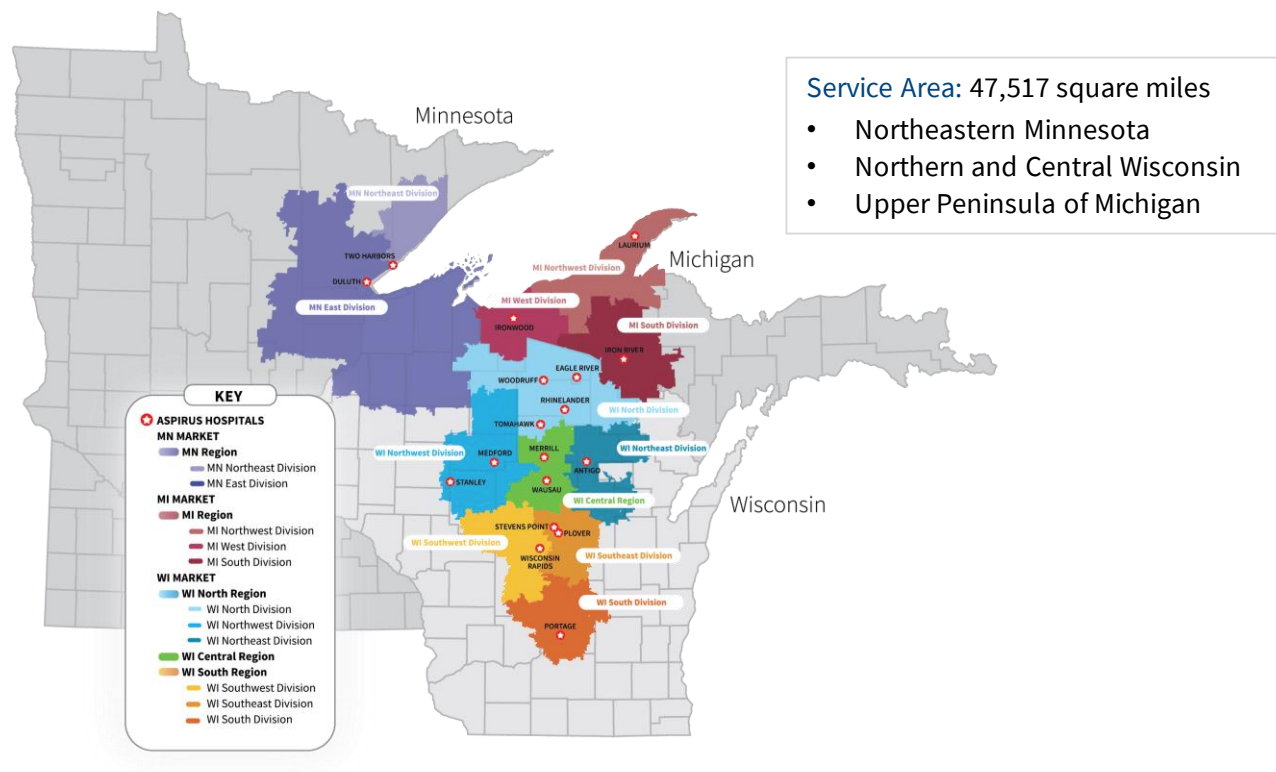 Minnesota
Service Area: 47,517 square miles
• Northeastern Minnesota
• Northern and Central Wisconsin
• Upper Peninsula of Michigan
MN Northeast Division
TWO HARBORS
DULUTH
MN East Division
LAURIUM
Michigan
MI Northwest Division
MI West Division
IRONWOOD
MI South Division
IRON RIVER
EAGLE RIVER
WOODRUFF
RHINELANDER
WI North Division
TOMAHAWK
WI Northwest Division
MEDFORD
MERRILL
WI Northeast Division
ANTIGO
STANLEY
WAUSAU
WI Central Region
Wisconsin
STEVENS POINT
PLOVER
WI Southwest Division
WISCONSIN
RAPIDS
WI Southeast Division
WI South Division
PORTAGE
KEY
ASPIRUS HOSPITALS
MN MARKET
MN Region
MN Northeast Division
MN East Division
MI MARKET
MI Region
MI Northwest Division
MI West Division
MI South Division
WI MARKET
WI North Region
WI North Division
WI Northwest Division
WI Northeast Division
WI Central Region
WI South Region
WI Southwest Division
WI Southeast Division
WI South Division